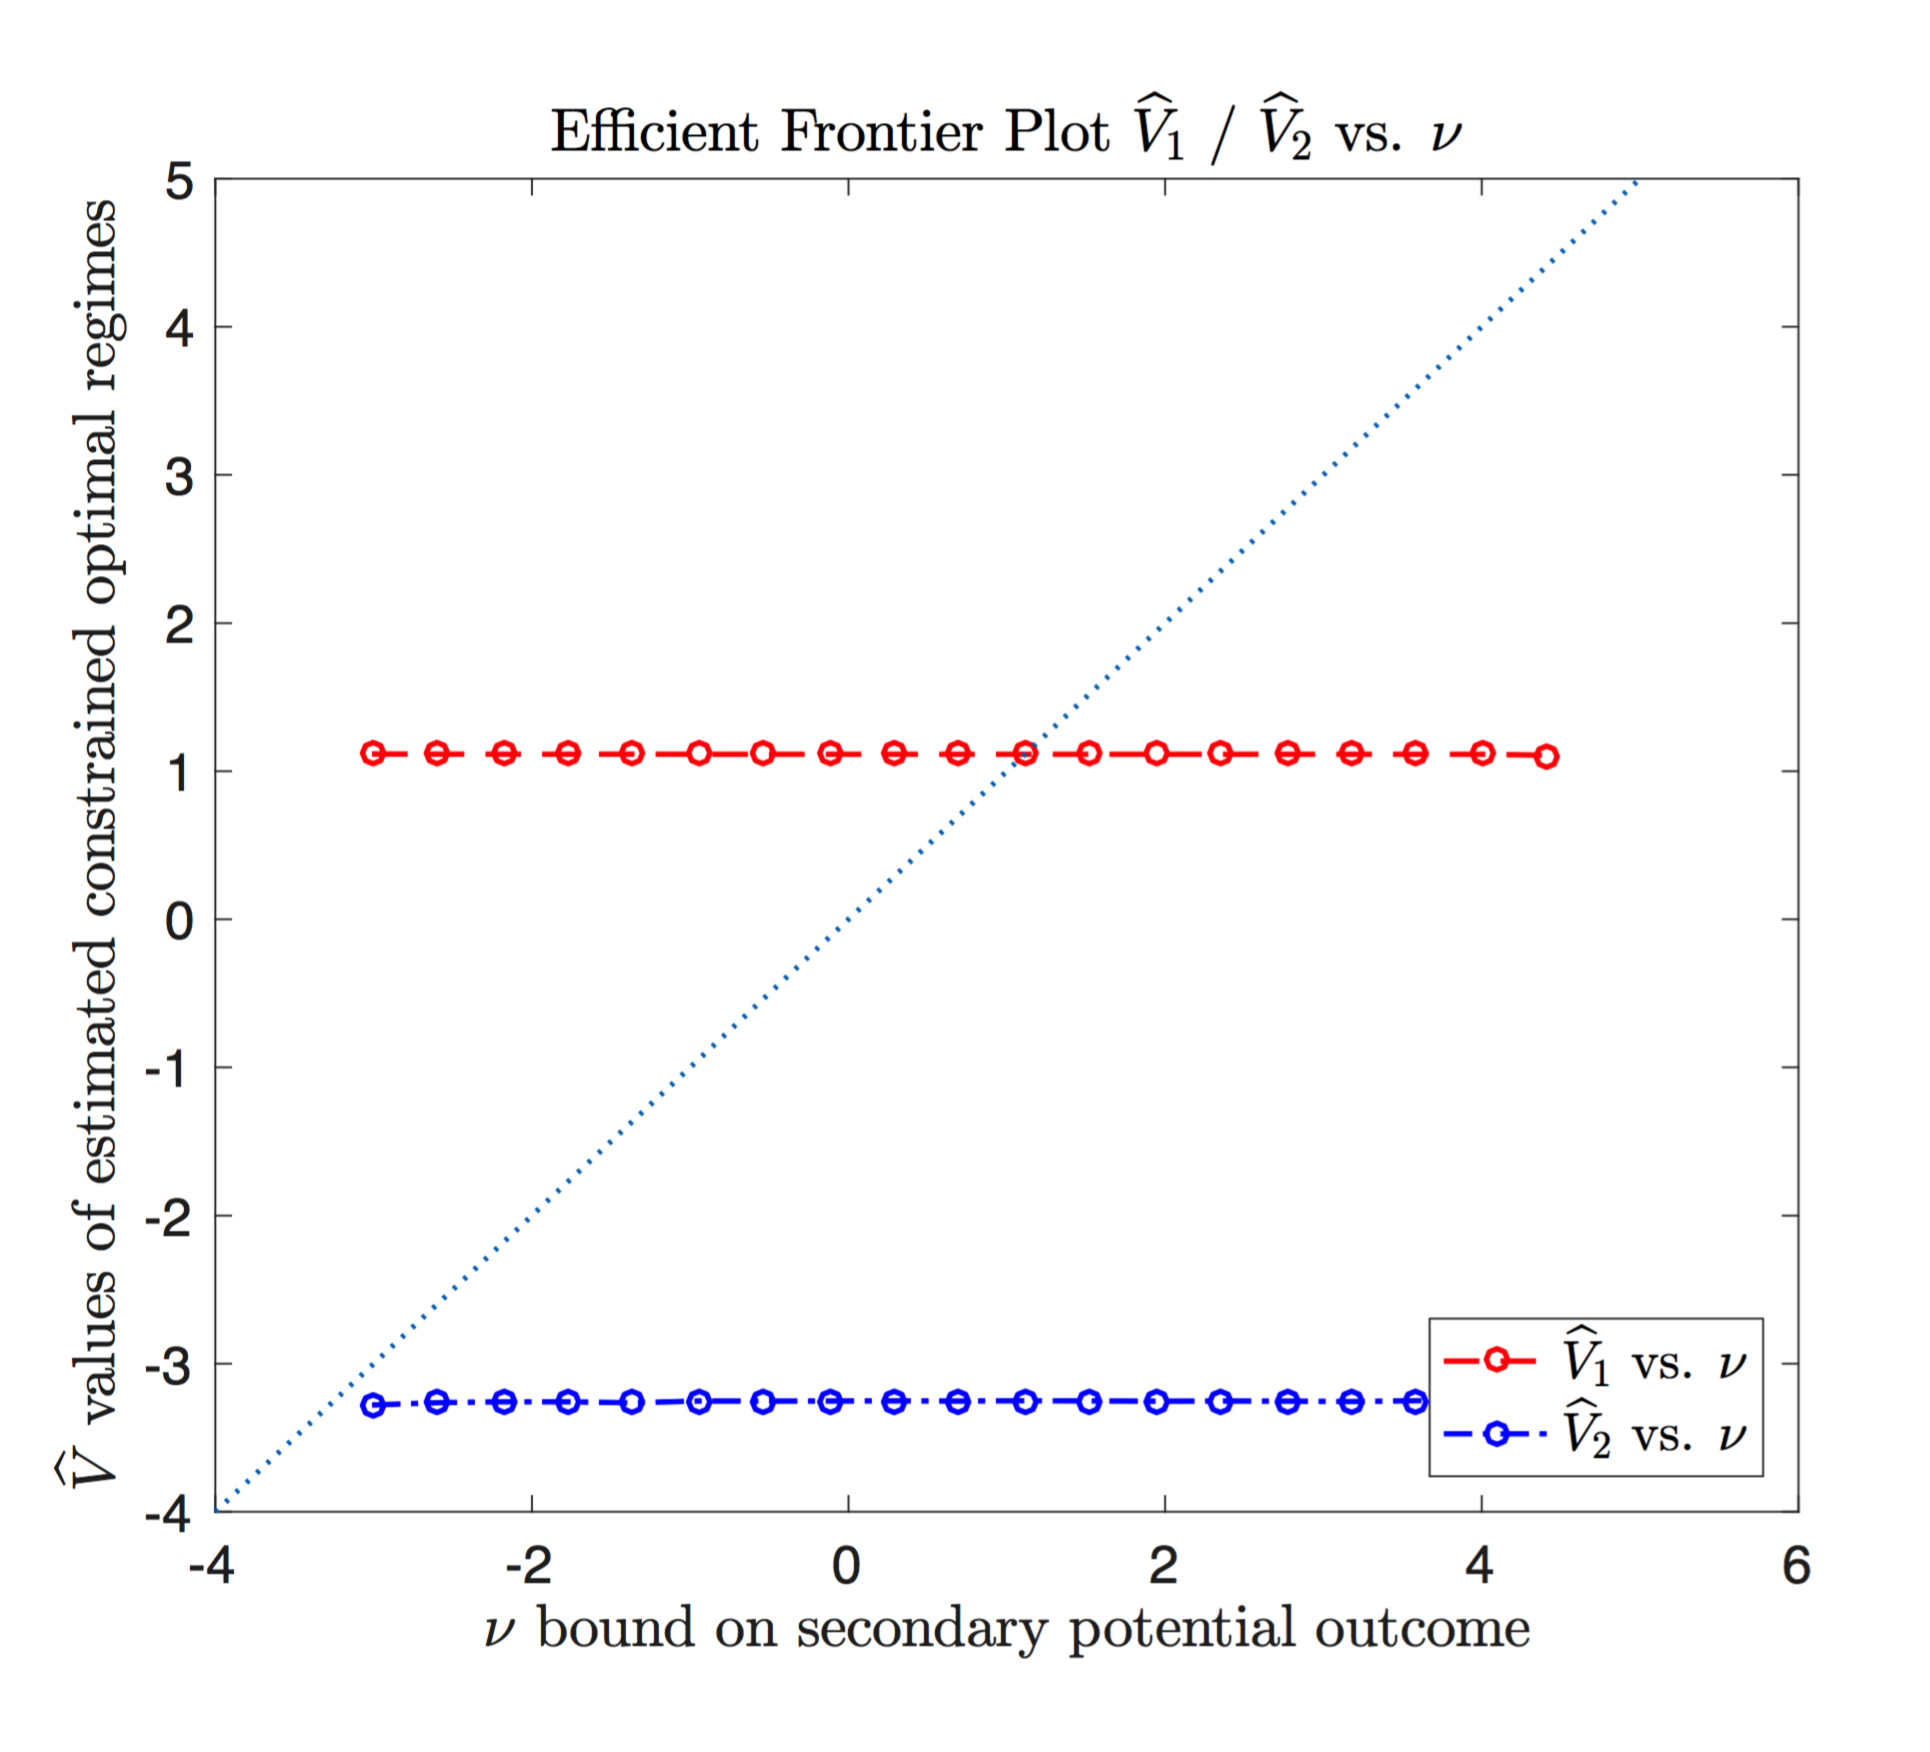 Efficient Frontier Plot V̂₁ / V̂₂ vs. ν
V̂ values of estimated constrained optimal regimes
5
4
3
2
1
0
-1
-2
-3
-4
V̂₁ vs. ν
V̂₂ vs. ν
-4 -2 0 2 4 6
ν bound on secondary potential outcome